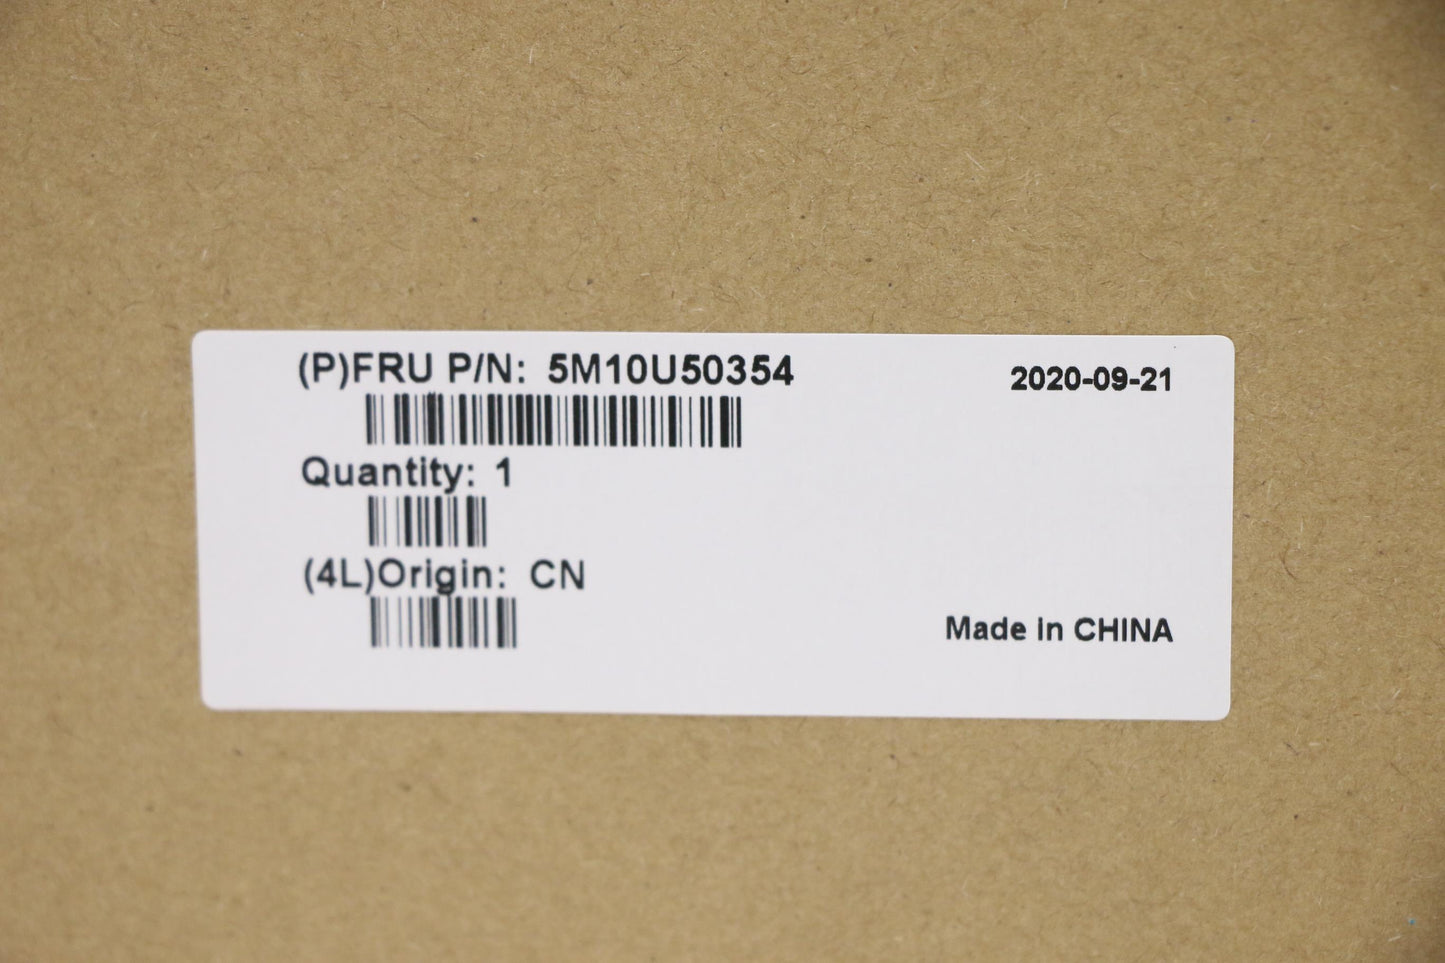 (P)FRU P/N: 5M10U50354
2020-09-21
Quantity: 1
(4L)Origin: CN
Made in CHINA